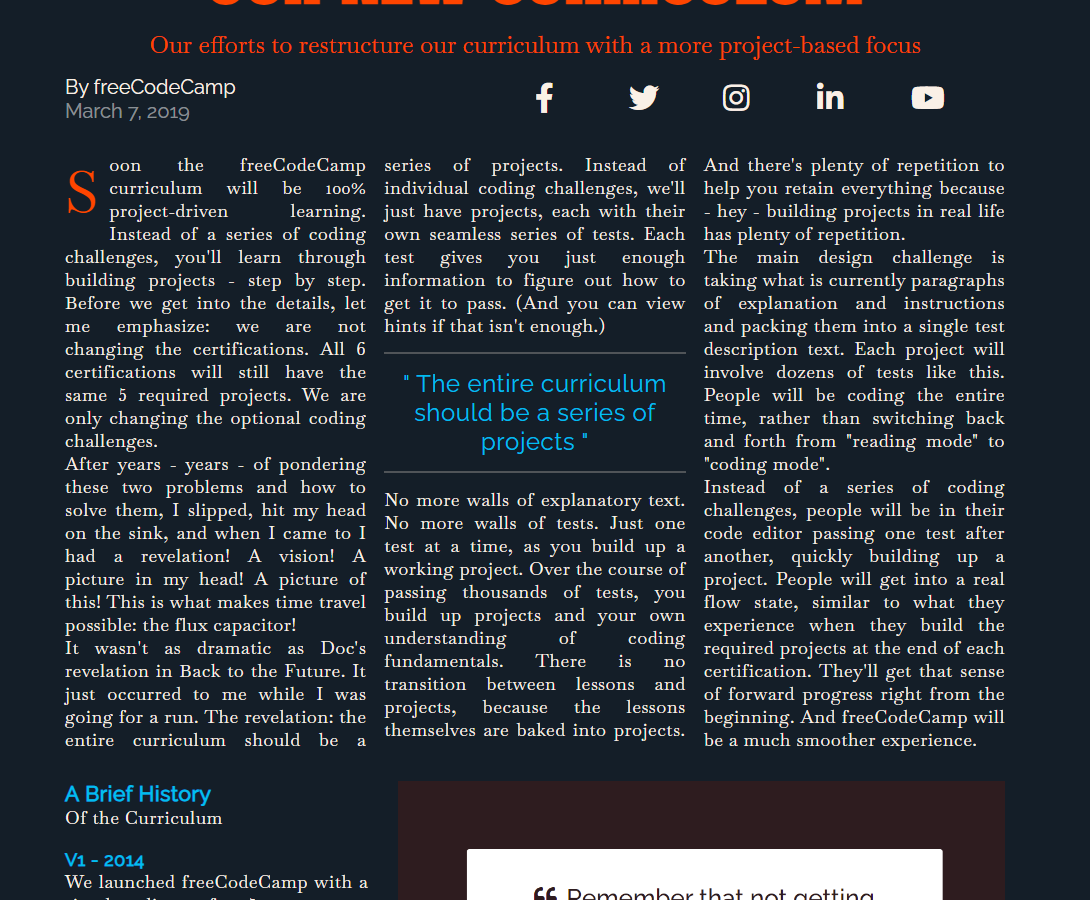 OUR NEW CURRICULUM
Our efforts to restructure our curriculum with a more project-based focus
By freeCodeCamp
March 7, 2019
Soon the freeCodeCamp
curriculum will be 100%
project-driven learning.
Instead of a series of coding
challenges, you'll learn through
building projects - step by step.
Before we get into the details, let
me emphasize: we are not
changing the certifications. All 6
certifications will still have the
same 5 required projects. We are
only changing the optional coding
challenges.
After years - years - of pondering
these two problems and how to
solve them, I slipped, hit my head
on the sink, and when I came to I
had a revelation! A vision! A
picture in my head! A picture of
this! This is what makes time travel
possible: the flux capacitor!
It wasn't as dramatic as Doc's
revelation in Back to the Future. It
just occurred to me while I was
going for a run. The revelation: the
entire curriculum should be a
series of projects. Instead of
individual coding challenges, we'll
just have projects, each with their
own seamless series of tests. Each
test gives you just enough
information to figure out how to
get it to pass. (And you can view
hints if that isn't enough.)
" The entire curriculum
should be a series of
projects "
No more walls of explanatory text.
No more walls of tests. Just one
test at a time, as you build up a
working project. Over the course of
passing thousands of tests, you
build up projects and your own
understanding of coding
fundamentals. There is no
transition between lessons and
projects, because the lessons
themselves are baked into projects.
And there's plenty of repetition to
help you retain everything because
- hey - building projects in real life
has plenty of repetition.
The main design challenge is
taking what is currently paragraphs
of explanation and instructions
and packing them into a single test
description text. Each project will
involve dozens of tests like this.
People will be coding the entire
time, rather than switching back
and forth from "reading mode" to
"coding mode".
Instead of a series of coding
challenges, people will be in their
code editor passing one test after
another, quickly building up a
project. People will get into a real
flow state, similar to what they
experience when they build the
required projects at the end of each
certification. They'll get that sense
of forward progress right from the
beginning. And freeCodeCamp will
be a much smoother experience.
A Brief History
Of the Curriculum
V1 - 2014
We launched freeCodeCamp with a
“ Remember that not getting